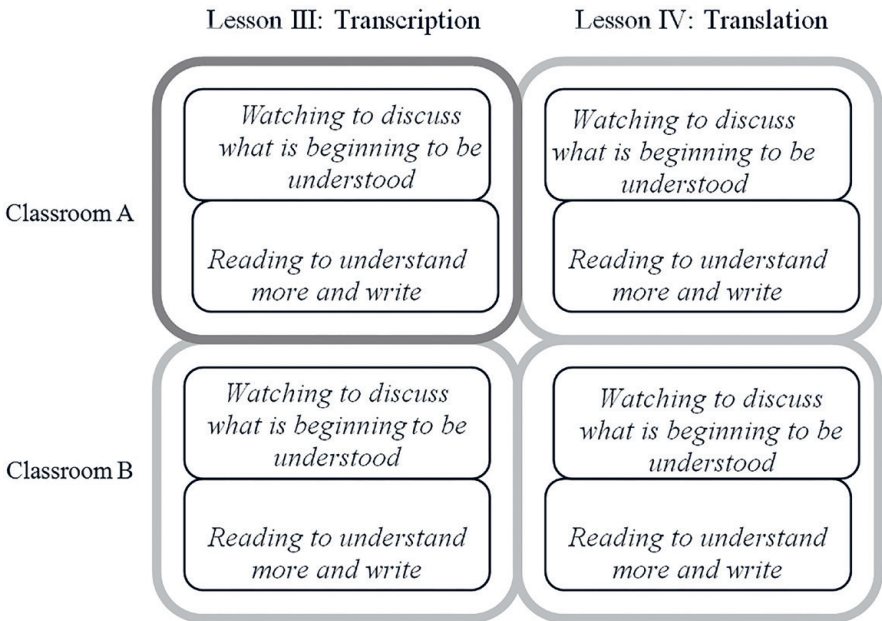 Lesson III: Transcription
Lesson IV: Translation
Classroom A
Watching to discuss
what is beginning to be
understood
Reading to understand
more and write
Watching to discuss
what is beginning to be
understood
Reading to understand
more and write
Classroom B
Watching to discuss
what is beginning to be
understood
Reading to understand
more and write
Watching to discuss
what is beginning to be
understood
Reading to understand
more and write